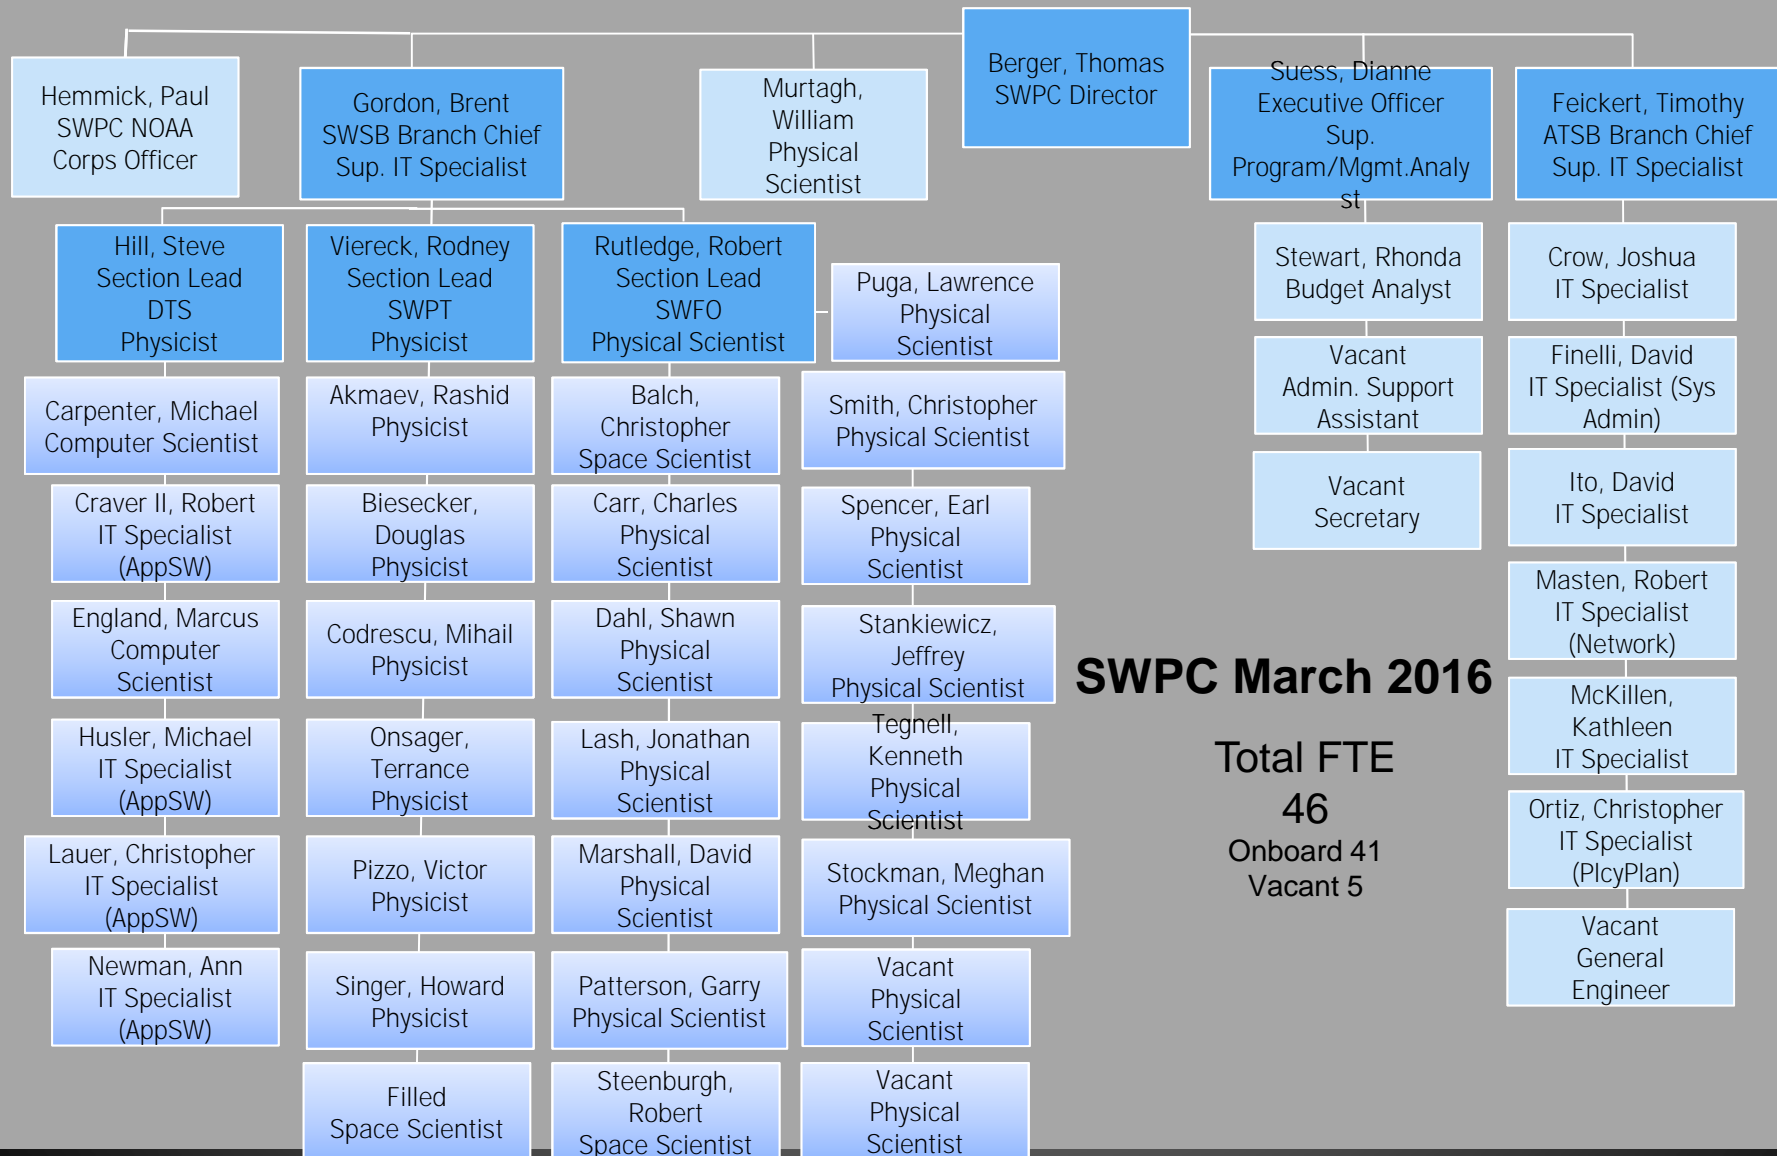 Berger, Thomas
SWPC Director
Hemmick, Paul
SWPC NOAA
Corps Officer
Gordon, Brent
SWSB Branch Chief
Sup. IT Specialist
Murtagh,
William
Physical
Scientist
Suess, Dianne
Executive Officer
Sup.
Program/Mgmt.Analy
st
Feickert, Timothy
ATSB Branch Chief
Sup. IT Specialist
Hill, Steve
Section Lead
DTS
Physicist
Carpenter, Michael
Computer Scientist
Craver II, Robert
IT Specialist
(AppSW)
England, Marcus
Computer
Scientist
Husler, Michael
IT Specialist
(AppSW)
Lauer, Christopher
IT Specialist
(AppSW)
Newman, Ann
IT Specialist
(AppSW)
Viereck, Rodney
Section Lead
SWPT
Physicist
Akmaev, Rashid
Physicist
Biesecker,
Douglas
Physicist
Codrescu, Mihail
Physicist
Onsager,
Terrance
Physicist
Pizzo, Victor
Physicist
Singer, Howard
Physicist
Filled
Space Scientist
Rutledge, Robert
Section Lead
SWFO
Physical Scientist
Balch,
Christopher
Space Scientist
Carr, Charles
Physical
Scientist
Dahl, Shawn
Physical
Scientist
Lash, Jonathan
Physical
Scientist
Marshall, David
Physical
Scientist
Patterson, Garry
Physical Scientist
Steenburgh,
Robert
Space Scientist
Puga, Lawrence
Physical
Scientist
Smith, Christopher
Physical Scientist
Spencer, Earl
Physical
Scientist
Stankiewicz,
Jeffrey
Physical Scientist
Tegnell,
Kenneth
Physical
Scientist
Stockman, Meghan
Physical Scientist
Vacant
Physical
Scientist
Vacant
Physical
Scientist
Stewart, Rhonda
Budget Analyst
Vacant
Admin. Support
Assistant
Vacant
Secretary
Crow, Joshua
IT Specialist
Finelli, David
IT Specialist (Sys
Admin)
Ito, David
IT Specialist
Masten, Robert
IT Specialist
(Network)
McKillen,
Kathleen
IT Specialist
Ortiz, Christopher
IT Specialist
(PlcyPlan)
Vacant
General
Engineer
SWPC March 2016
Total FTE
46
Onboard 41
Vacant 5